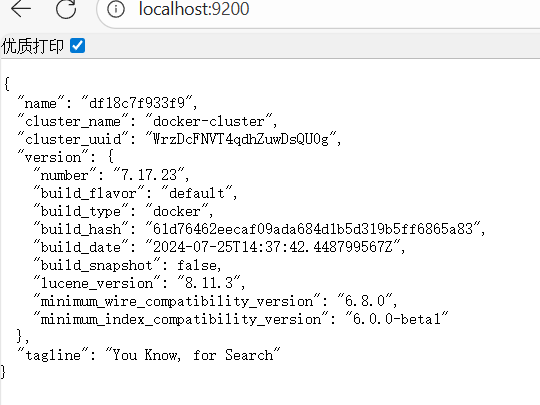 localhost:9200
优质打印
{
  "name": "df18c7f933f9",
  "cluster_name": "docker-cluster",
  "cluster_uuid": "WrzDcFNVT4qdhZuwDsQU0g",
  "version": {
    "number": "7.17.23",
    "build_flavor": "default",
    "build_type": "docker",
    "build_hash": "61d76462eecaf09ada684d1b5d319b5ff6865a83",
    "build_date": "2024-07-25T14:37:42.448799567Z",
    "build_snapshot": false,
    "lucene_version": "8.11.3",
    "minimum_wire_compatibility_version": "6.8.0",
    "minimum_index_compatibility_version": "6.0.0-beta1"
  },
  "tagline": "You Know, for Search"
}